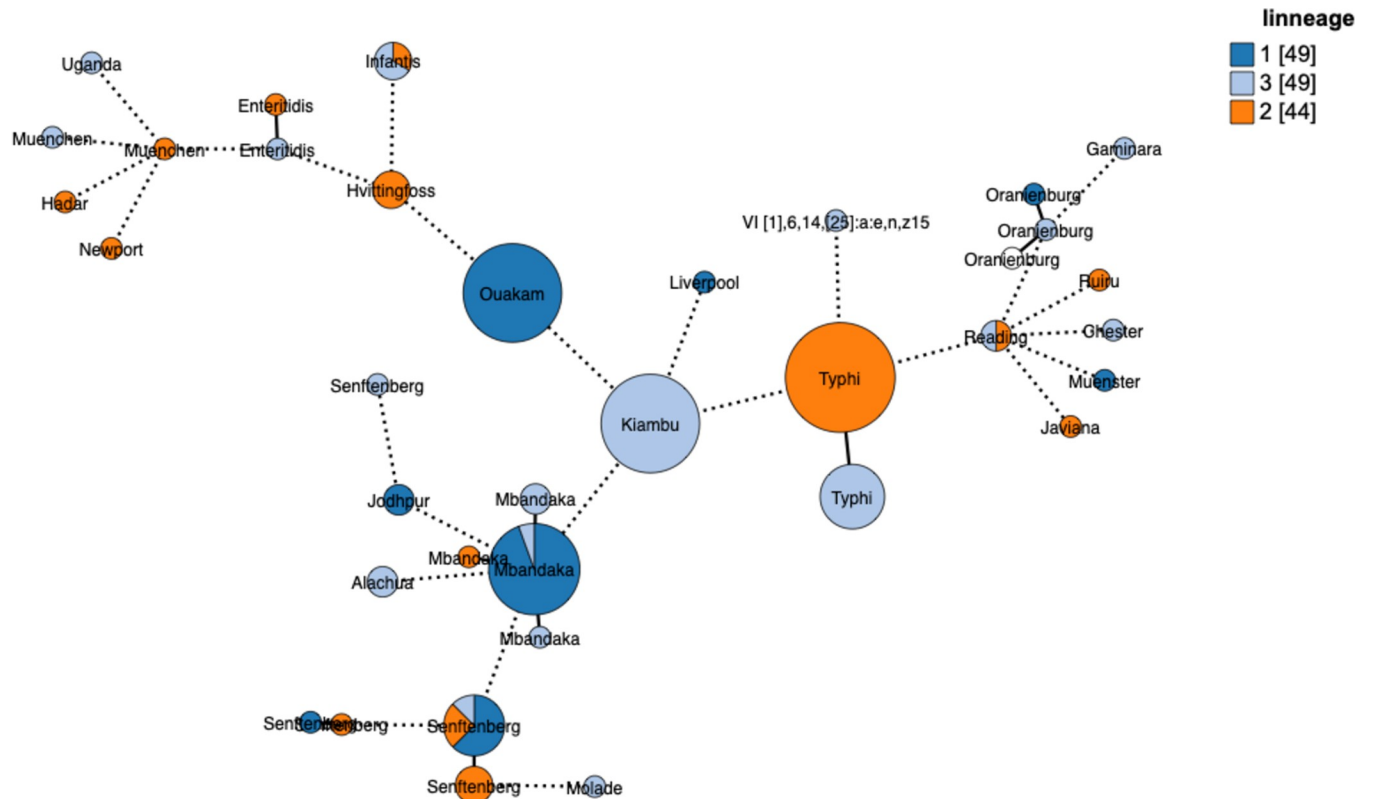 linneage
1 [49]
3 [49]
2 [44]
Uganda
Infantis
Enteritidis
Muenchen
Muenchen
Enteritidis
Gaminara
Hvittingfoss
Hadar
Oranienburg
VI [1],6,14,[25]:a:e,n,z15
Oranienburg
Newport
Oranienburg
Liverpool
Ruiru
Ouakam
Reading
Chester
Typhi
Muenster
Senftenberg
Kiambu
Javiana
Jodhpur
Mbandaka
Typhi
Mbandaka
Mbandaka
Alachua
Mbandaka
Senftenberg
Senftenberg
Senftenberg
Senftenberg
Molade